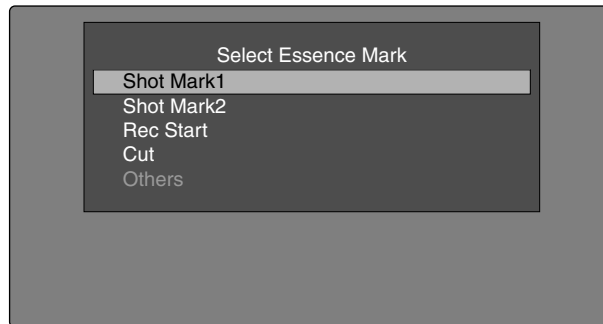 Select Essence Mark
Shot Mark1
Shot Mark2
Rec Start
Cut
Others